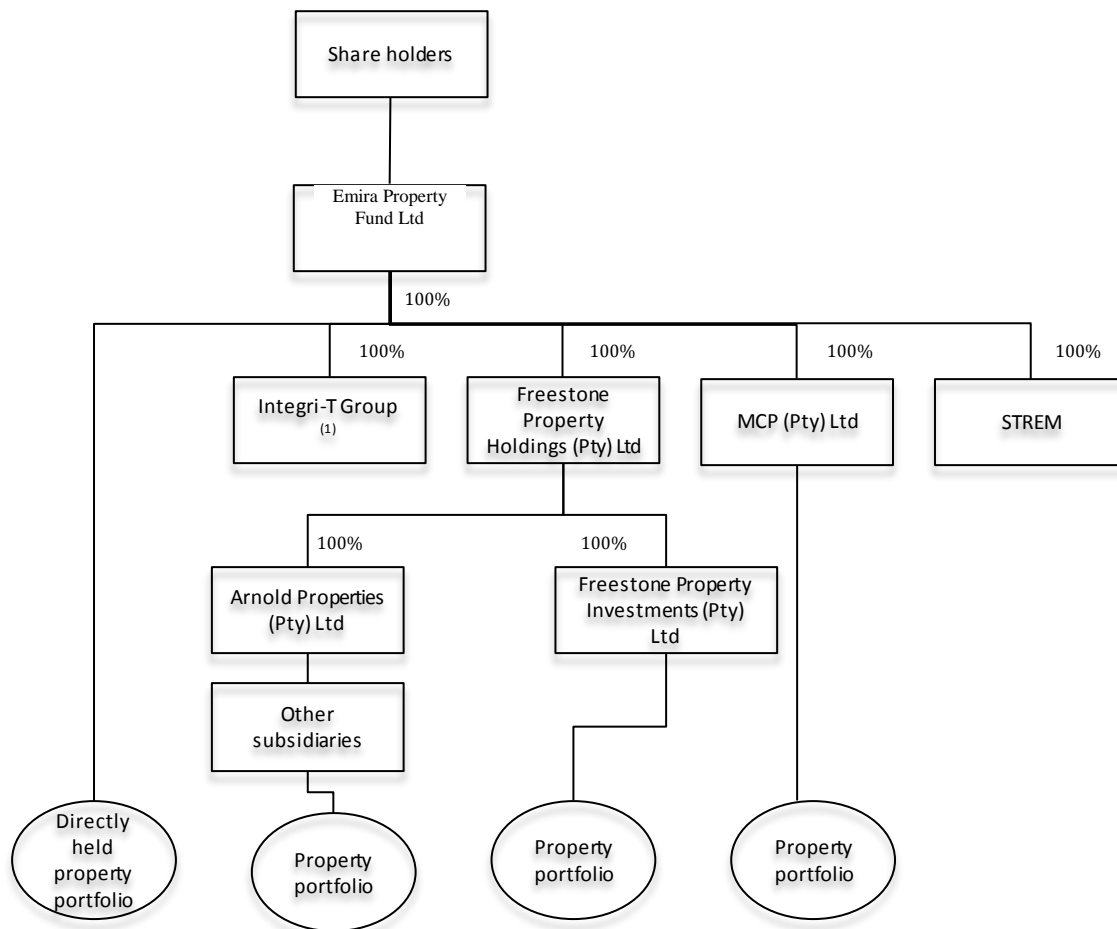 Share holders
Emira Property
Fund Ltd
100%
100%
100%
100%
100%
Integri-T Group
(1)
Freestone
Property
Holdings (Pty) Ltd
MCP (Pty) Ltd
STREM
100%
100%
Arnold Properties
(Pty) Ltd
Freestone Property
Investments (Pty)
Ltd
Other
subsidiaries
Directly
held
property
portfolio
Property
portfolio
Property
portfolio
Property
portfolio